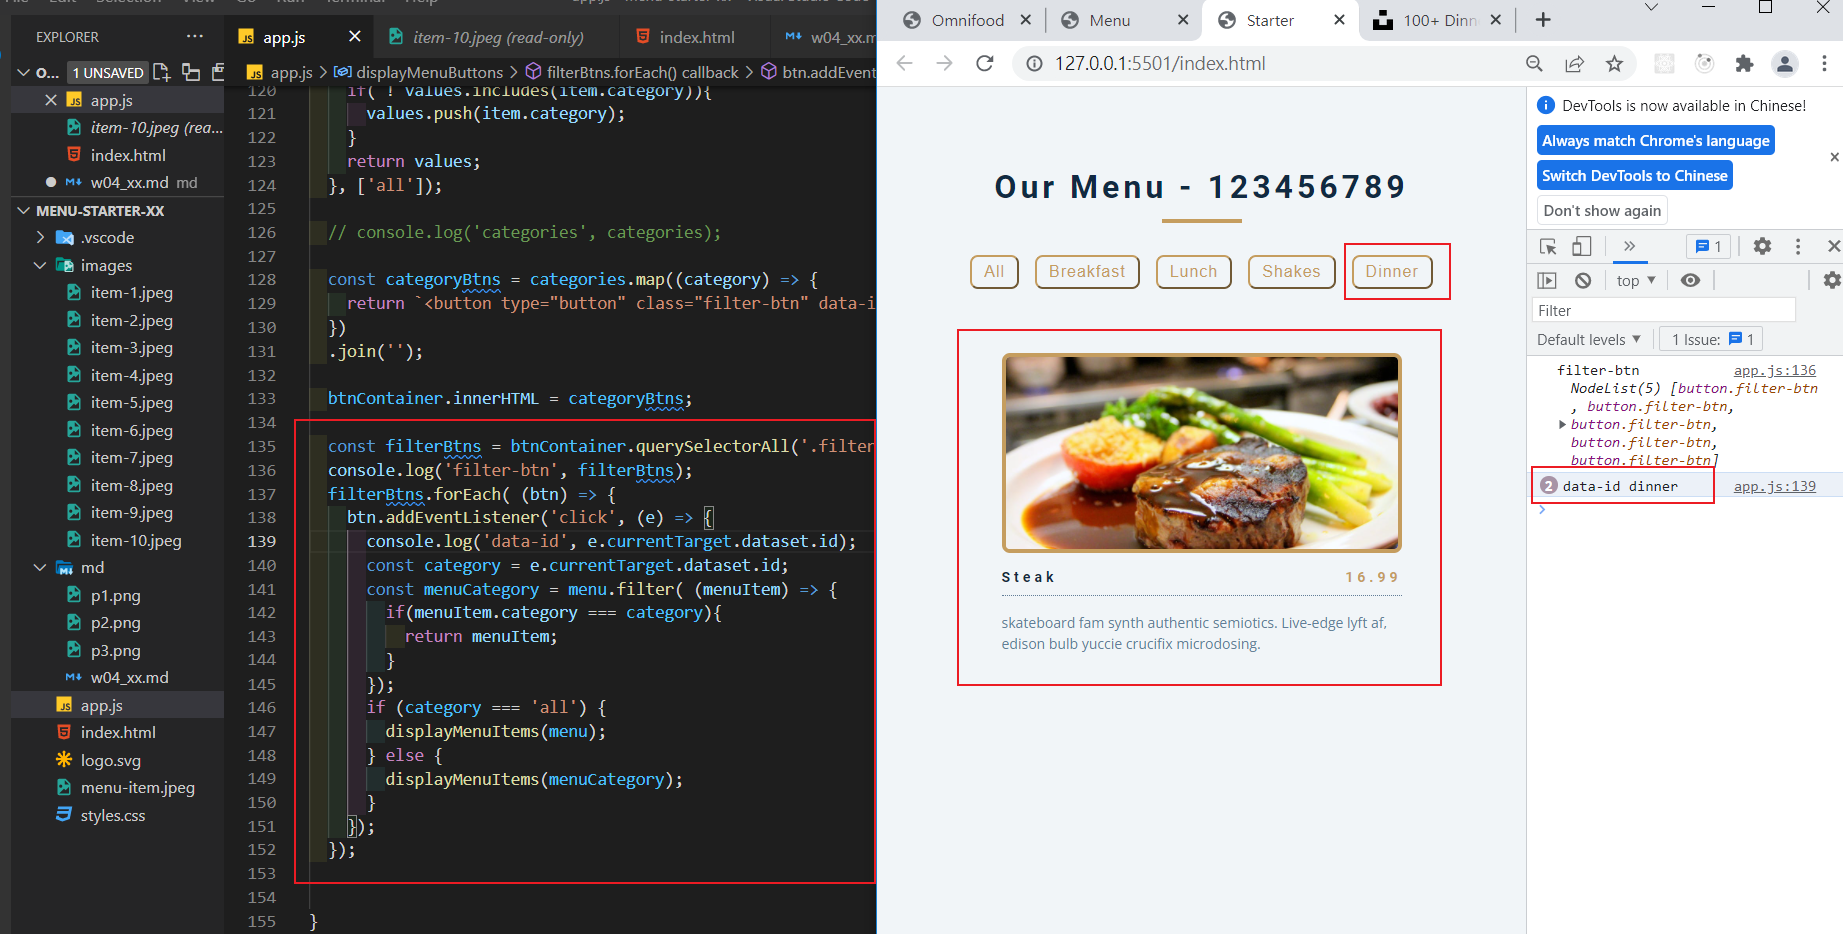 EXPLORER
O...
1 UNSAVED
app.js
item-10.jpeg (rea...
index.html
w04_xx.md md
MENU-STARTER-XX
.vscode
images
item-1.jpeg
item-2.jpeg
item-3.jpeg
item-4.jpeg
item-5.jpeg
item-6.jpeg
item-7.jpeg
item-8.jpeg
item-9.jpeg
item-10.jpeg
md
p1.png
p2.png
p3.png
w04_xx.md
app.js
index.html
logo.svg
menu-item.jpeg
styles.css
app.js
item-10.jpeg (read-only)
index.html
w04_xx.m
app.js > displayMenuButtons > filterBtns.forEach() callback > btn.addEvent
120 if( ! values.includes(item.category)){
121 values.push(item.category);
122 }
123 return values;
124 }, ['all']);
125
126 // console.log('categories', categories);
127
128 const categoryBtns = categories.map((category) => {
129 return `<button type="button" class="filter-btn" data-i
130 })
131 .join('');
132
133 btnContainer.innerHTML = categoryBtns;
134
135 const filterBtns = btnContainer.querySelectorAll('.filter
136 console.log('filter-btn', filterBtns);
137 filterBtns.forEach( (btn) => {
138 btn.addEventListener('click', (e) => {
139 console.log('data-id', e.currentTarget.dataset.id);
140 const category = e.currentTarget.dataset.id;
141 const menuCategory = menu.filter( (menuItem) => {
142 if(menuItem.category === category){
143 return menuItem;
144 }
145 });
146 if (category === 'all') {
147 displayMenuItems(menu);
148 } else {
149 displayMenuItems(menuCategory);
150 }
151 });
152 });
153
154
155 }
Omnifood
Menu
Starter
100+ Dinn
127.0.0.1:5501/index.html
Our Menu - 123456789
All
Breakfast
Lunch
Shakes
Dinner
Steak
16.99
skateboard fam synth authentic semiotics. Live-edge lyft af,
edison bulb yuccie crucifix microdosing.
DevTools is now available in Chinese!
Always match Chrome's language
Switch DevTools to Chinese
Don't show again
1
top
Filter
Default levels
1 Issue: 1
filter-btn app.js:136
NodeList(5) [button.filter-btn
, button.filter-btn,
button.filter-btn,
button.filter-btn,
button.filter-btn]
2 data-id dinner app.js:139